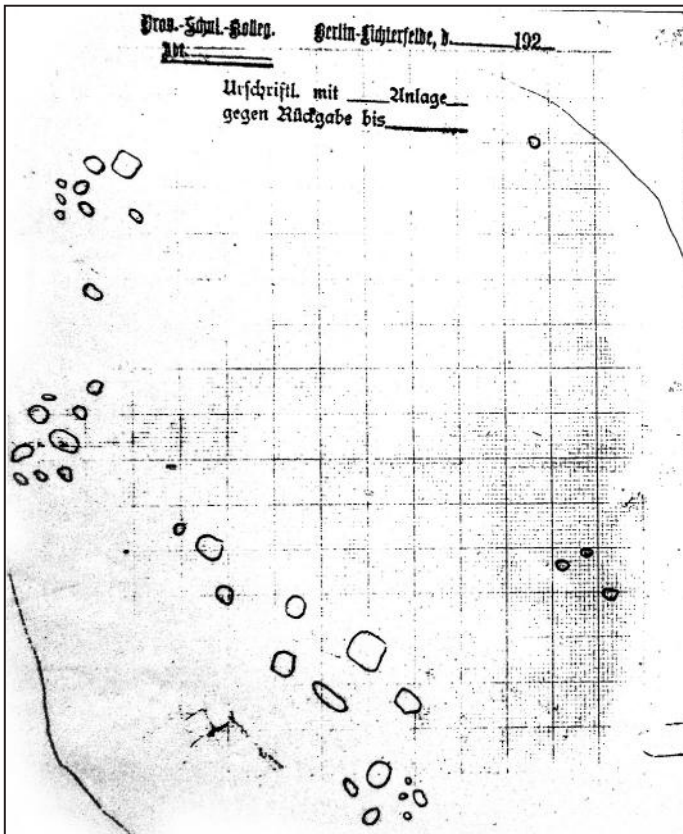 Prov.-Schul.-Kolleg. Berlin-Lichterfelde, d. 192
Abt.
Urschriftl. mit Anlage
gegen Rückgabe bis